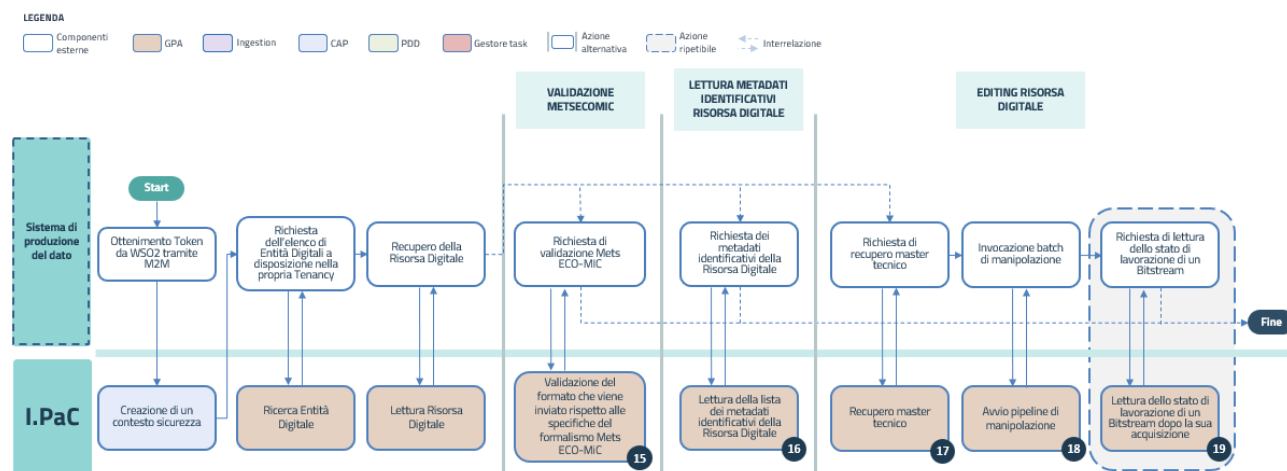 LEGENDA
Componenti
esterne
GPA
Ingestion
CAP
PDD
Gestore task
Azione
alternativa
Azione
ripetibile
Interrelazione
VALIDAZIONE
METSECOMIC
LETTURA METADATI
IDENTIFICATIVI
RISORSA DIGITALE
EDITING RISORSA
DIGITALE
Sistema di
produzione
del dato
Start
Ottenimento Token
da WSO2 tramite
M2M
Richiesta
dell'elenco di
Entità Digitali a
disposizione nella
propria Tenancy
Recupero della
Risorsa Digitale
Richiesta di
validazione Mets
ECO-MIC
Richiesta dei
metadati
identificativi della
Risorsa Digitale
Richiesta di
recupero master
tecnico
Invocazione batch
di manipolazione
Richiesta di lettura
dello stato di
lavorazione di un
Bitstream
Fine
I.PaC
Creazione di un
contesto sicurezza
Ricerca Entità
Digitale
Lettura Risorsa
Digitale
Validazione del
formato che viene
inviato rispetto alle
specifiche del
formalismo Mets
ECO-MiC
15
Lettura della lista
dei metadati
identificativi della
Risorsa Digitale
16
Recupero master
tecnico
17
Avvio pipeline di
manipolazione
18
Lettura dello stato di
lavorazione di un
Bitstream dopo la sua
acquisizione
19